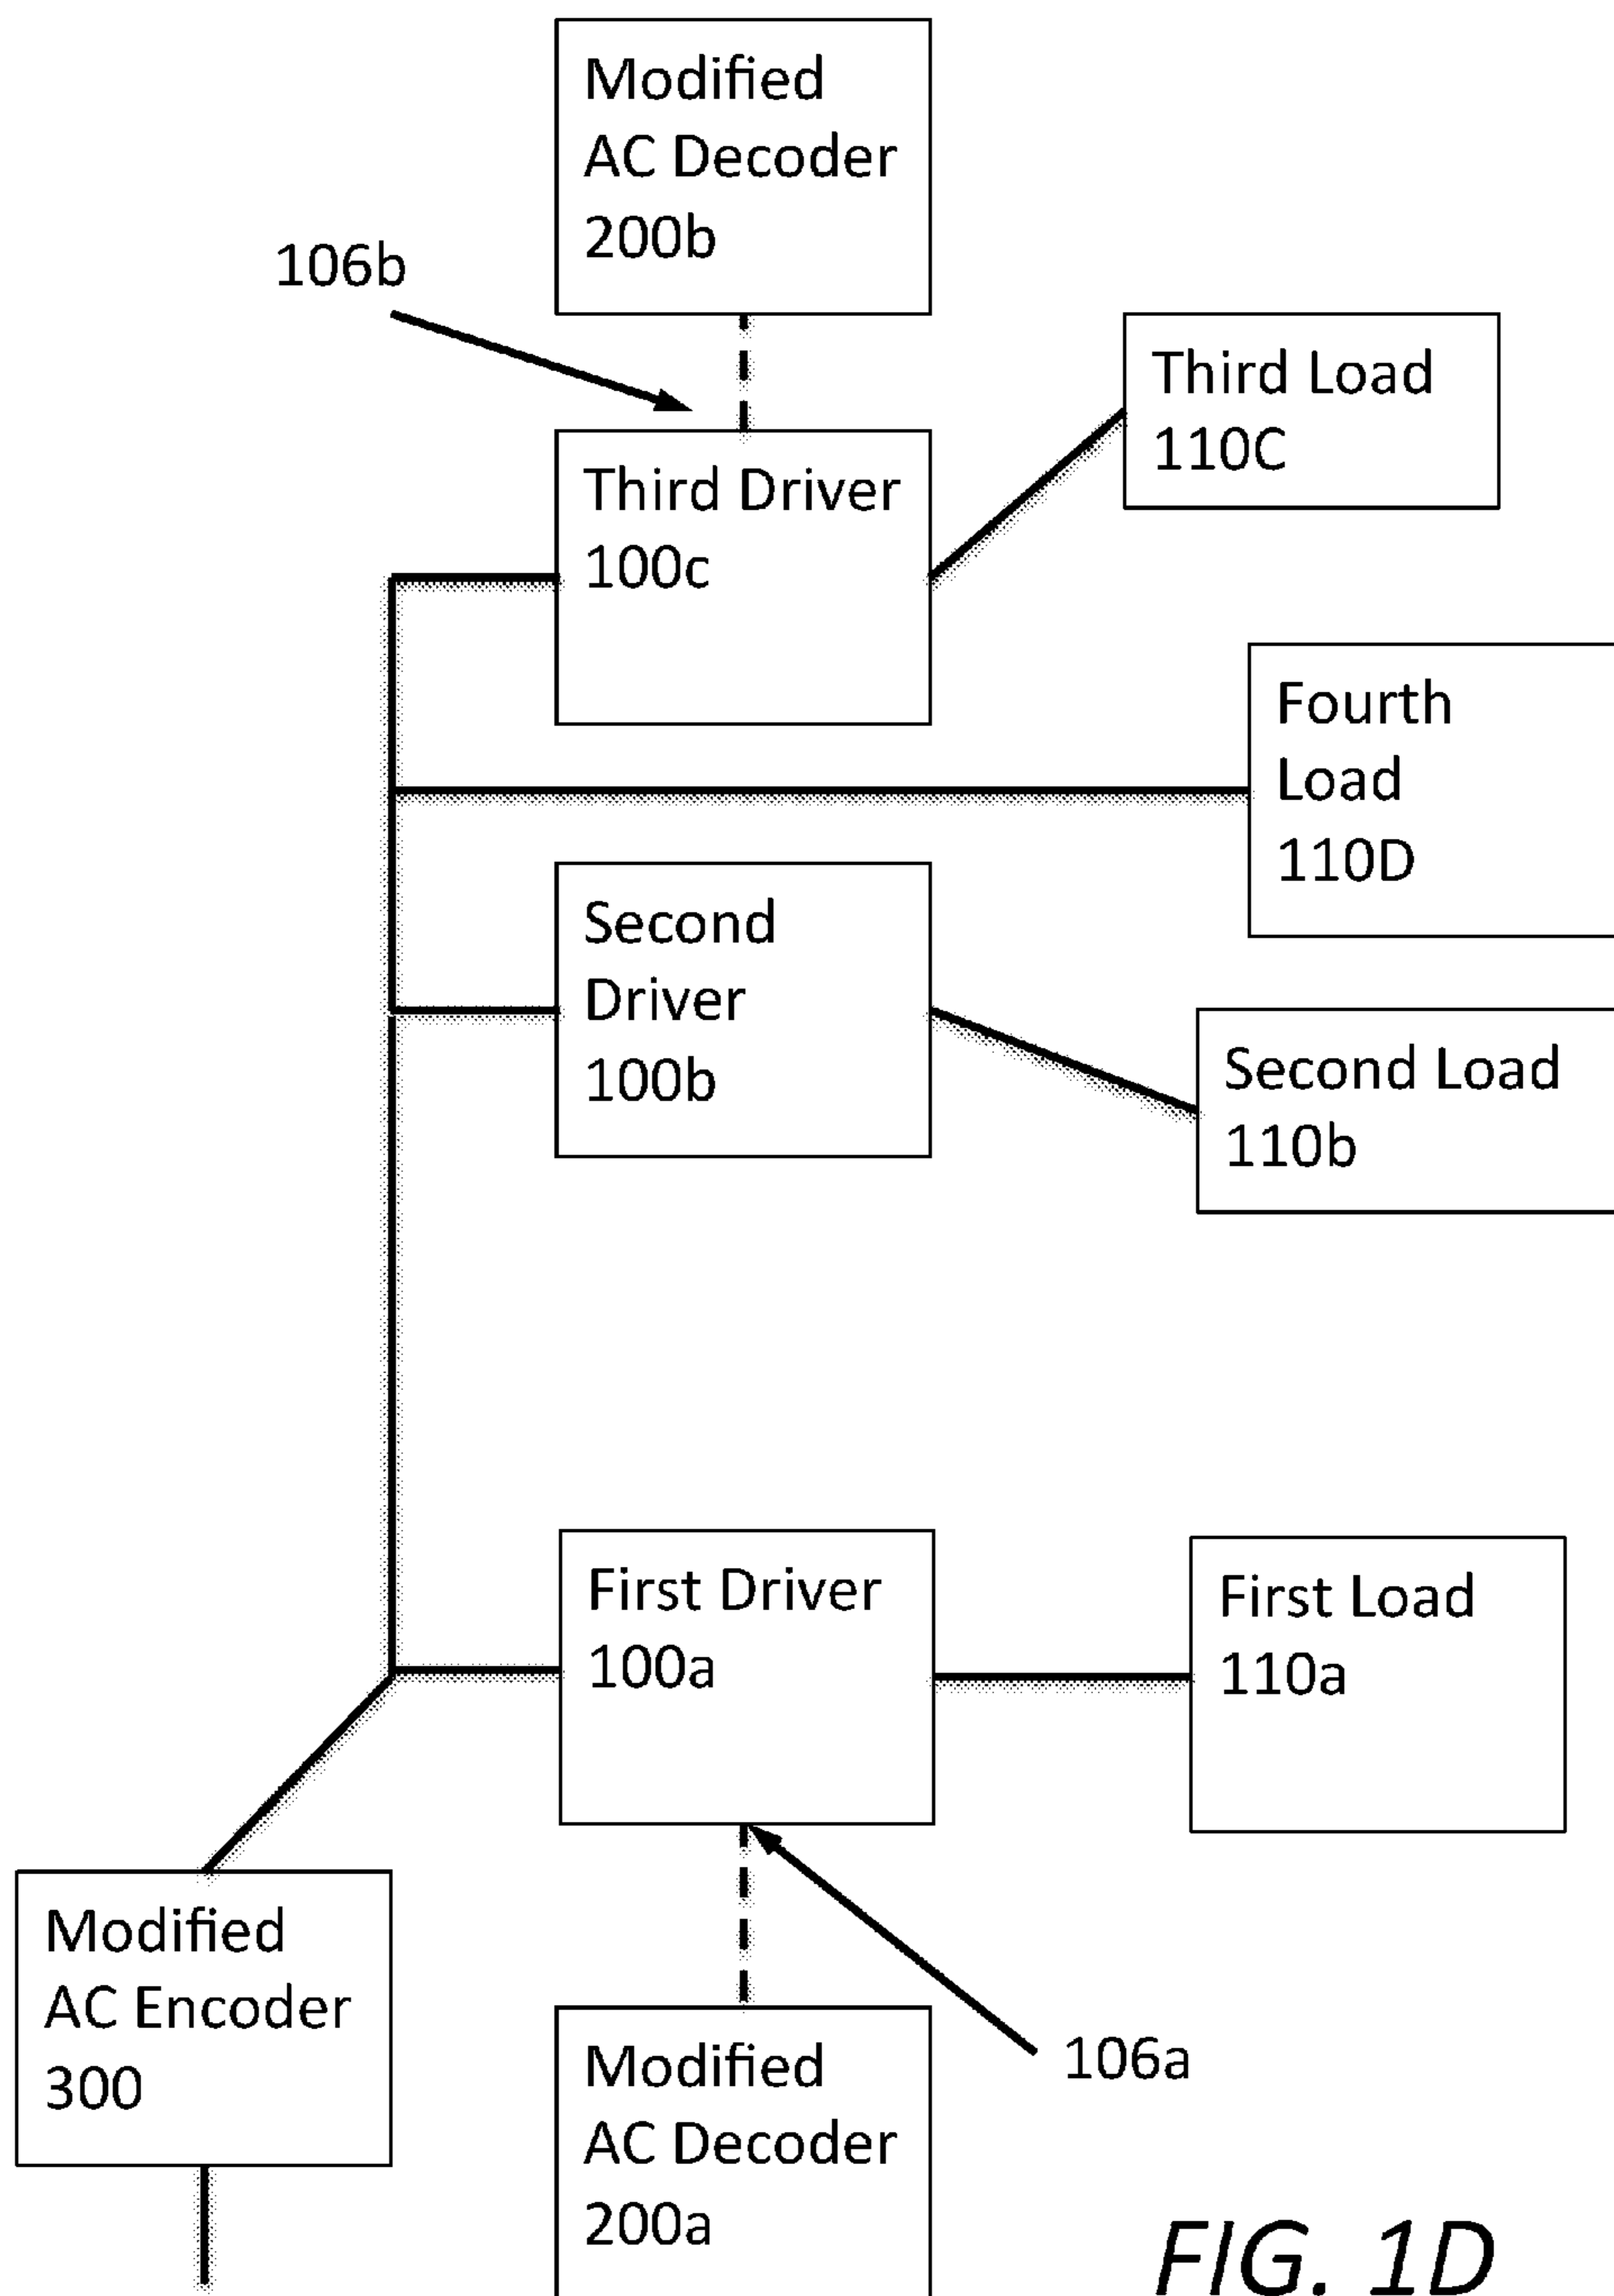 Modified
AC Decoder
200b
106b
Third Load
110C
Third Driver
100c
Fourth
Load
110D
Second
Driver
100b
Second Load
110b
First Driver
100a
First Load
110a
Modified
AC Encoder
300
106a
Modified
AC Decoder
200a
FIG. 1D